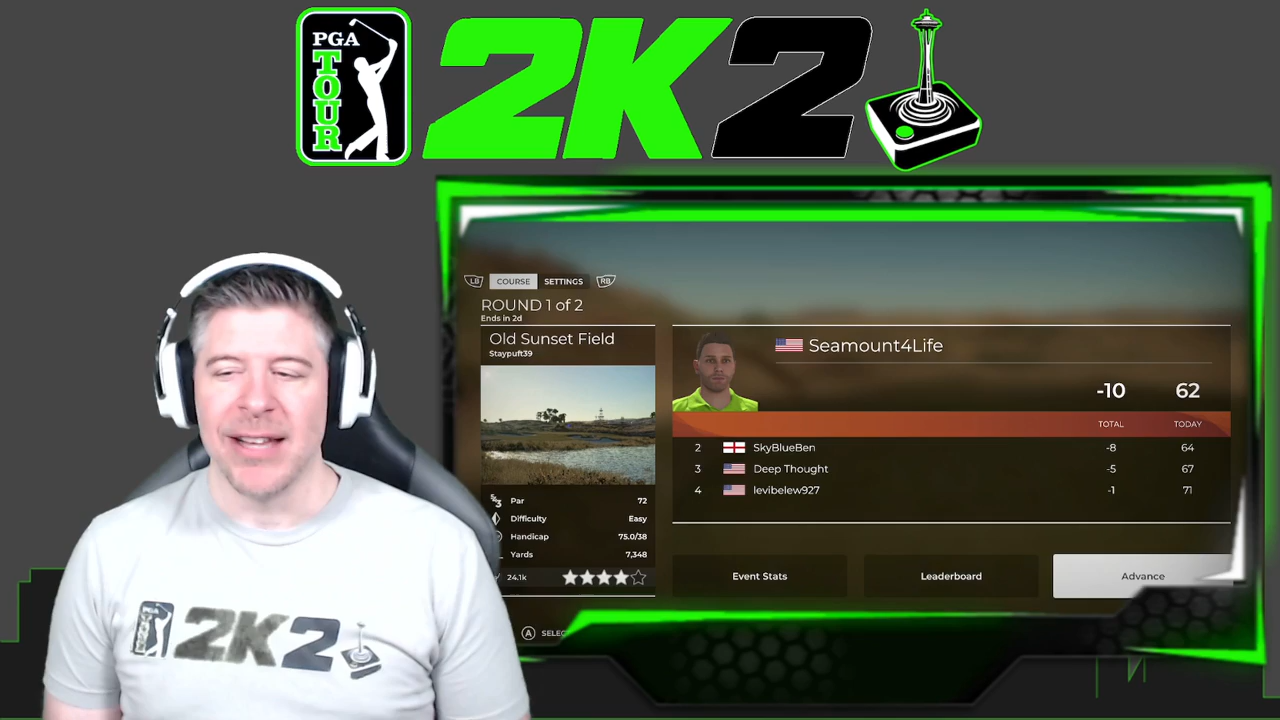 PGA
TOUR
2K2
LB COURSE SETTINGS RB
ROUND 1 of 2
Ends in 2d
Old Sunset Field
Staypuft39
Par 72
Difficulty Easy
Handicap 75.0/38
Yards 7,348
24.1k
Seamount4Life
-10 62
TOTAL TODAY
2 SkyBlueBen -8 64
3 Deep Thought -5 67
4 levibelew927 -1 71
Event Stats Leaderboard Advance
A
PGA
TOUR
2K2